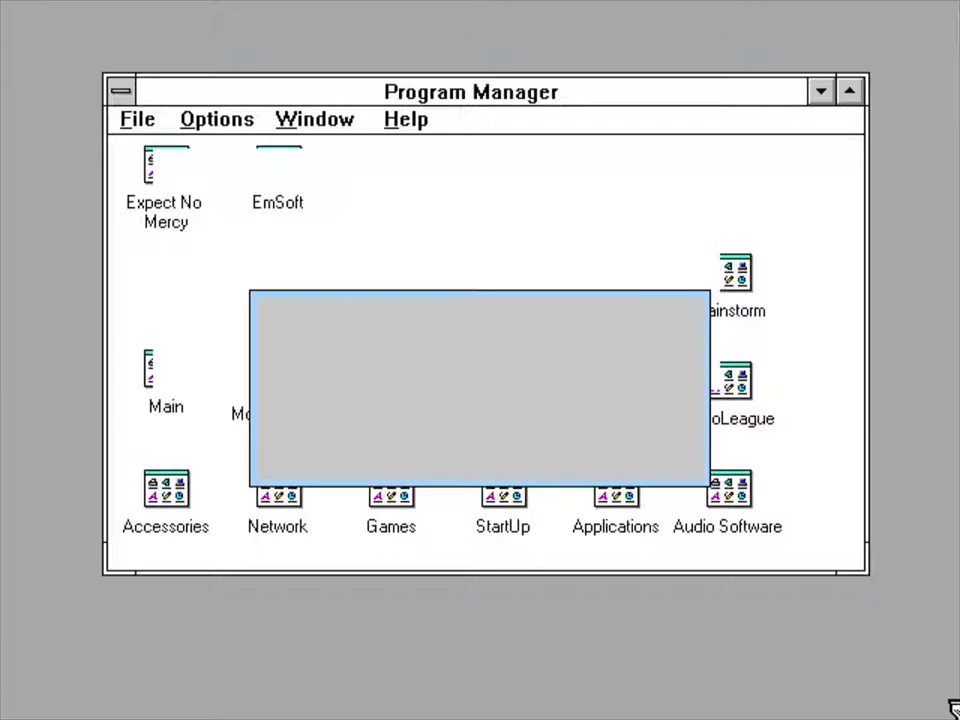 Program Manager
File Options Window Help
Expect No
Mercy
EmSoft
ainstorm
Main
Mo
oLeague
Accessories
Network
Games
StartUp
Applications
Audio Software